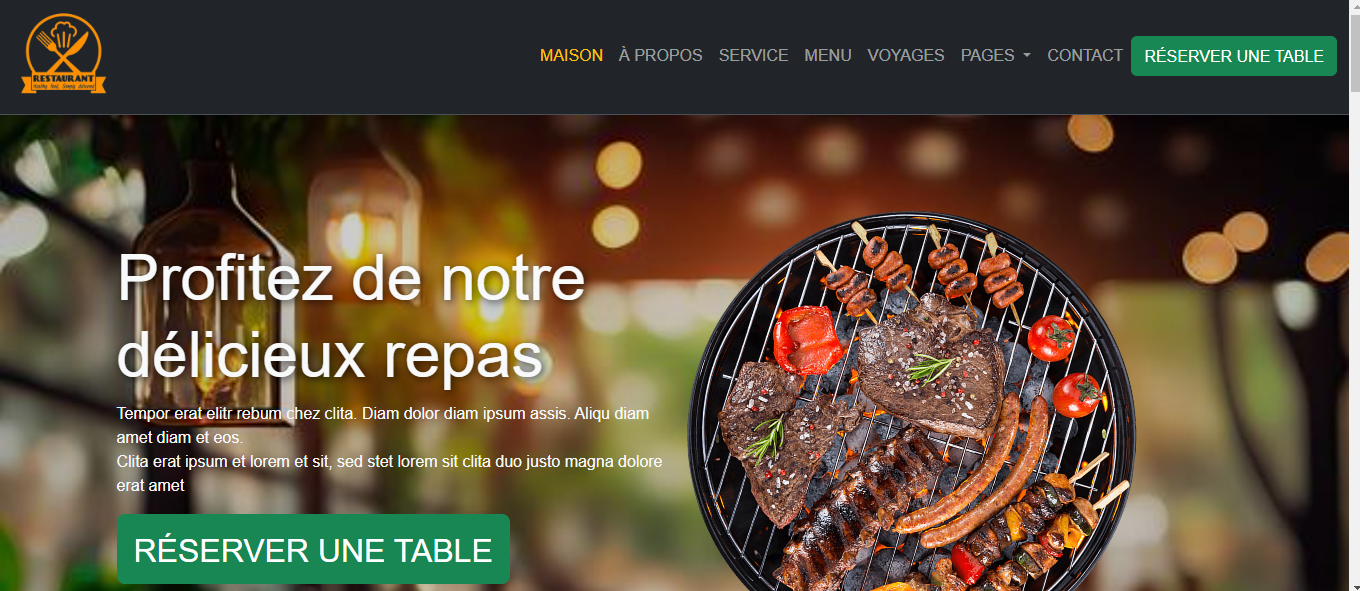 RESTAURANT
MAISON À PROPOS SERVICE MENU VOYAGES PAGES CONTACT RÉSERVER UNE TABLE
Profitez de notre
délicieux repas
Tempor erat elitr rebum chez clita. Diam dolor diam ipsum assis. Aliqu diam
amet diam et eos.
Clita erat ipsum et lorem et sit, sed stet lorem sit clita duo justo magna dolore
erat amet
RÉSERVER UNE TABLE